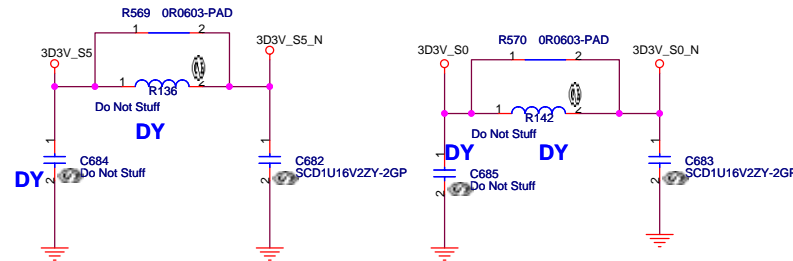 R569 0R0603-PAD
3D3V_S5
3D3V_S5_N
1 2
1 2
R136
Do Not Stuff
DY
1
2
C684
Do Not Stuff
DY
1
2
C682
SCD1U16V2ZY-2GP
R570 0R0603-PAD
3D3V_S0
3D3V_S0_N
1 2
1 2
R142
Do Not Stuff
DY
DY
1
2
C685
Do Not Stuff
1
2
C683
SCD1U16V2ZY-2GP